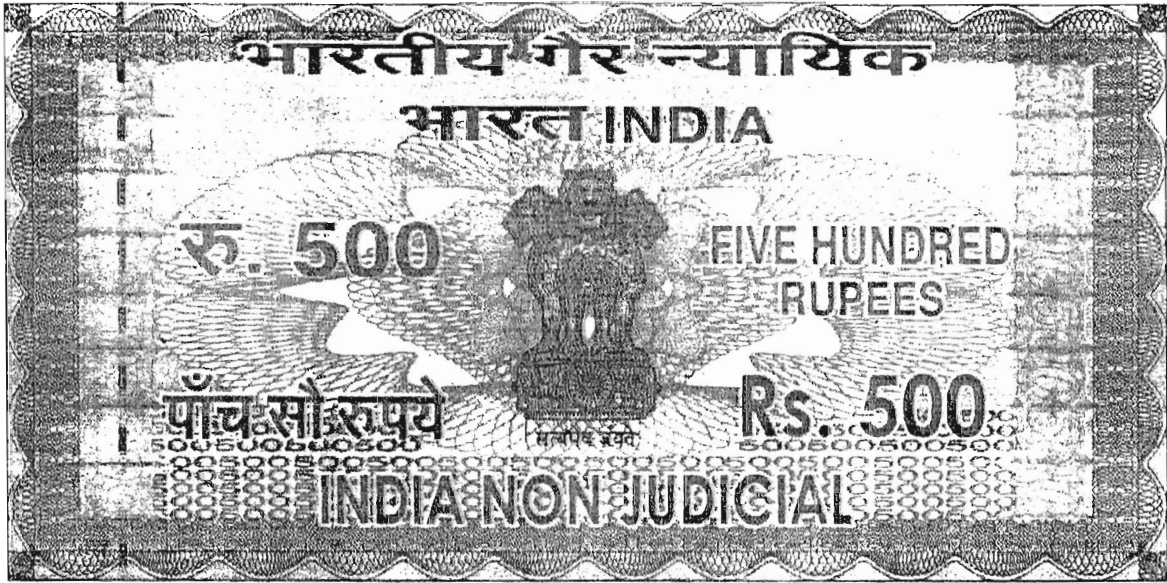 भारतीय गैर न्यायिक
भारत INDIA
रु. 500
FIVE HUNDRED
RUPEES
पाँच सौ रुपये
Rs. 500
सत्यमेव जयते
INDIA NON JUDICIAL